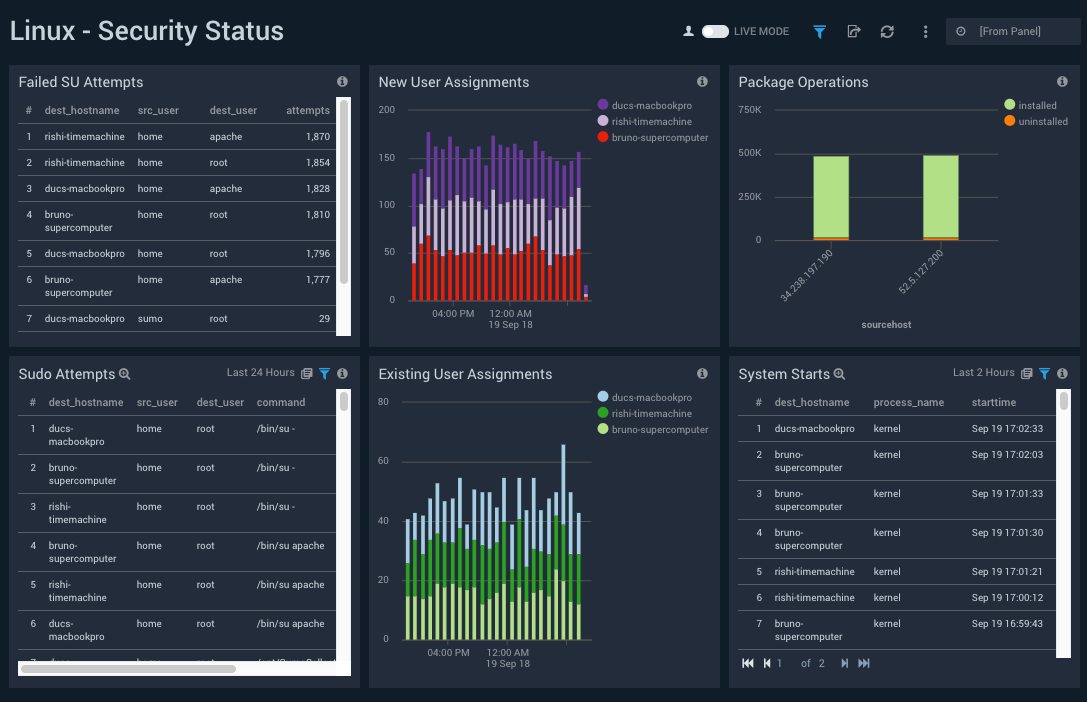 Linux - Security Status
LIVE MODE
[From Panel]
Failed SU Attempts
# dest_hostname src_user dest_user attempts
1 rishi-timemachine home apache 1,870
2 rishi-timemachine home root 1,854
3 ducs-macbookpro home apache 1,828
4 bruno- home root 1,810
supercomputer
5 ducs-macbookpro home root 1,796
6 bruno- home apache 1,777
supercomputer
7 ducs-macbookpro sumo root 29
New User Assignments
200
150
100
50
0
04:00 PM 12:00 AM
19 Sep 18
ducs-macbookpro
rishi-timemachine
bruno-supercomputer
Package Operations
750K
500K
250K
0
34.238.197.190
52.5.127.200
sourcehost
installed
uninstalled
Sudo Attempts
Last 24 Hours
# dest_hostname src_user dest_user command
1 ducs- home root /bin/su -
macbookpro
2 bruno- home root /bin/su -
supercomputer
3 rishi- home root /bin/su -
timemachine
4 bruno- home root /bin/su apache
supercomputer
5 rishi- home root /bin/su apache
timemachine
6 ducs- home root /bin/su apache
macbookpro
Existing User Assignments
80
60
40
20
0
04:00 PM 12:00 AM
19 Sep 18
ducs-macbookpro
rishi-timemachine
bruno-supercomputer
System Starts
Last 2 Hours
# dest_hostname process_name starttime
1 ducs-macbookpro kernel Sep 19 17:02:33
2 bruno- kernel Sep 19 17:02:03
supercomputer
3 bruno- kernel Sep 19 17:01:33
supercomputer
4 bruno- kernel Sep 19 17:01:30
supercomputer
5 rishi-timemachine kernel Sep 19 17:01:21
6 rishi-timemachine kernel Sep 19 17:00:12
7 bruno- kernel Sep 19 16:59:43
supercomputer
1 of 2